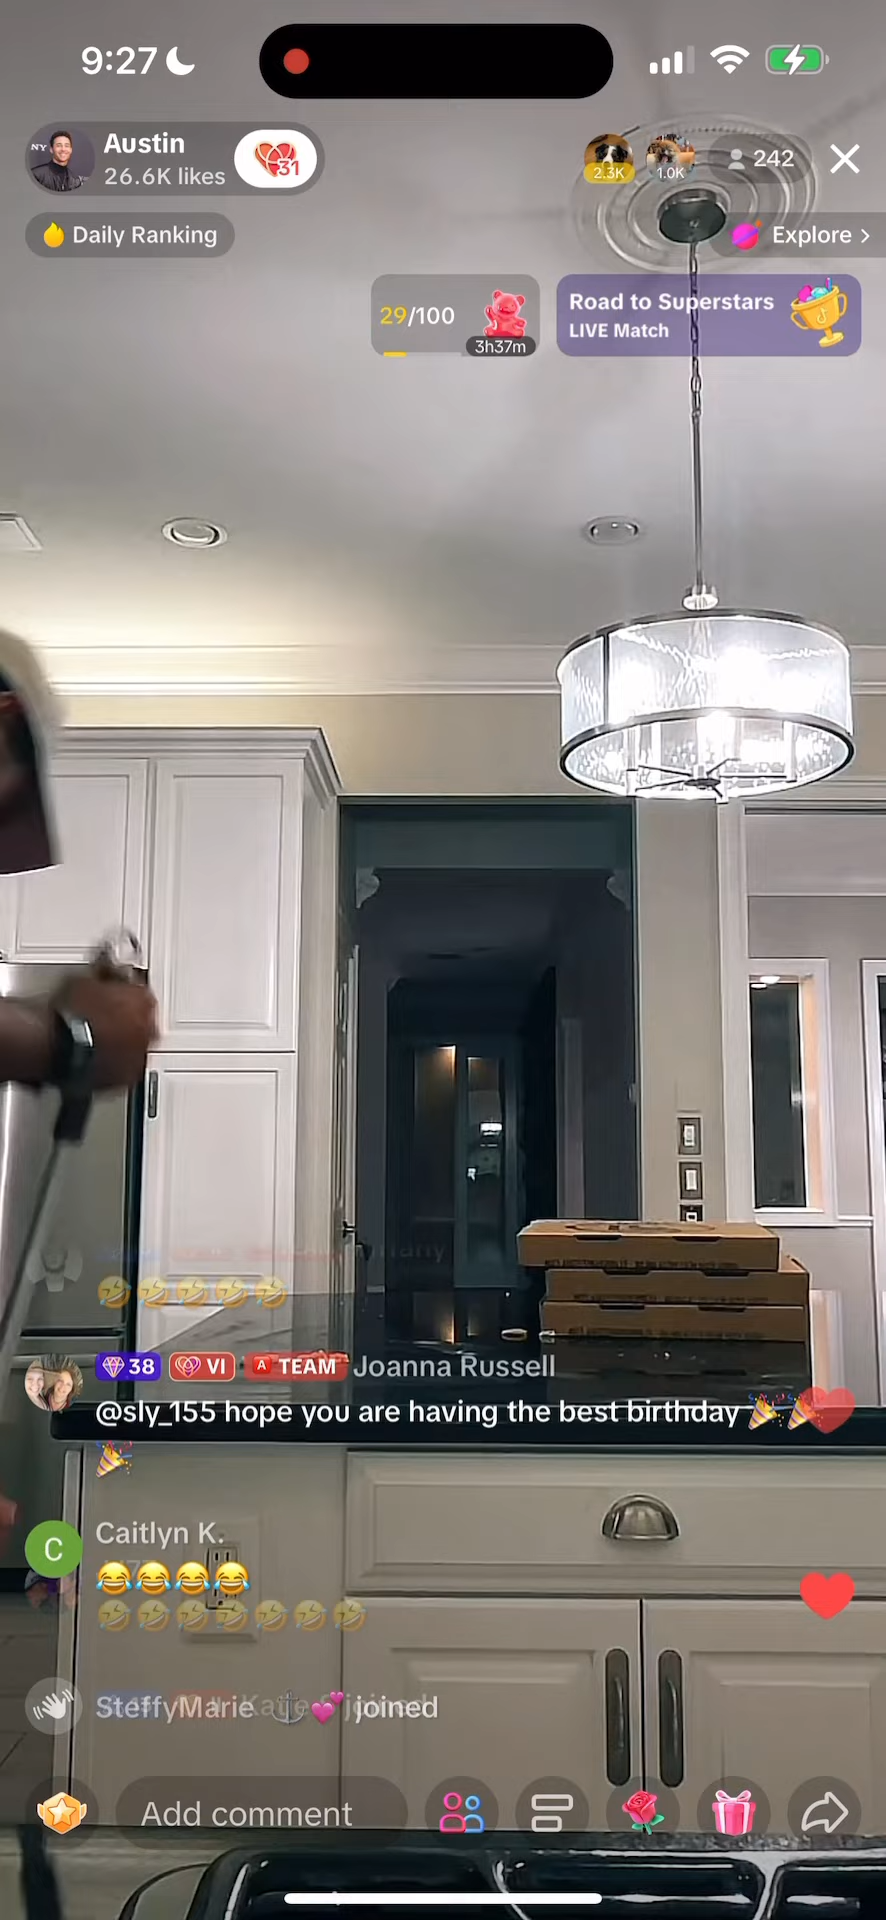 9:27
Austin
26.6K likes
31
2.3K
1.0K
242
Daily Ranking
Explore >
29/100
3h37m
Road to Superstars
LIVE Match
NY
🤣🤣🤣🤣🤣
38 VI A TEAM Joanna Russell
@sly_155 hope you are having the best birthday 🎉🎉
🎉
C
Caitlyn K.
😂😂😂😂
🤣🤣🤣🤣🤣🤣🤣
SteffyMarie ⚓💕 joined
Add comment